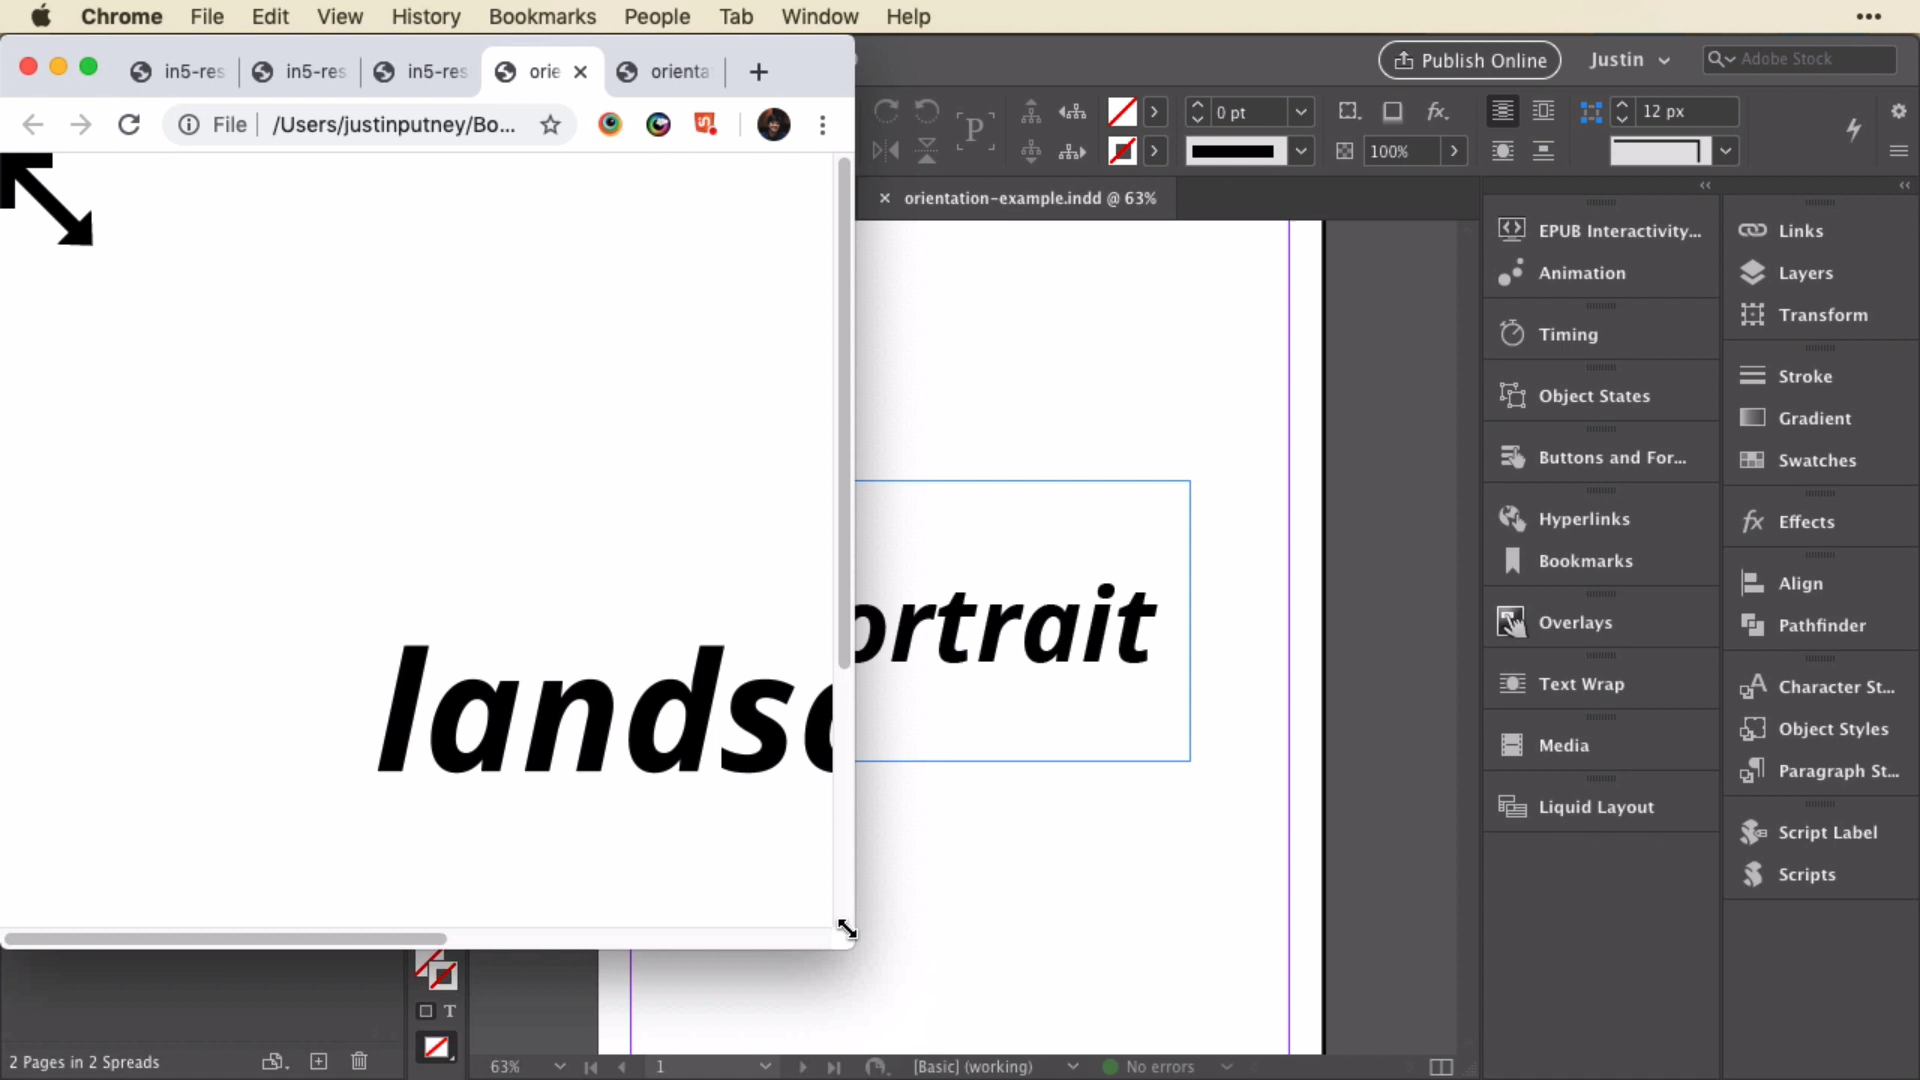 Chrome File Edit View History Bookmarks People Tab Window Help
in5-res in5-res in5-res orie orienta
File /Users/justinputney/Bo...
Publish Online Justin Adobe Stock
0 pt fx. 12 px
P 100%
orientation-example.indd @ 63%
landsc
ortrait
EPUB Interactivity...
Animation
Timing
Object States
Buttons and For...
Hyperlinks
Bookmarks
Overlays
Text Wrap
Media
Liquid Layout
Links
Layers
Transform
Stroke
Gradient
Swatches
fx Effects
Align
Pathfinder
Character St...
Object Styles
Paragraph St...
Script Label
Scripts
T
2 Pages in 2 Spreads 63% 1 [Basic] (working) No errors